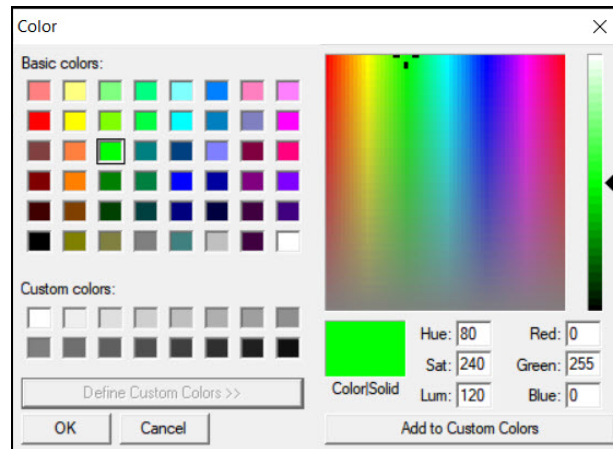 Color
Basic colors:
Custom colors:
Define Custom Colors >>
OK Cancel
Color|Solid
Hue: 80 Red: 0
Sat: 240 Green: 255
Lum: 120 Blue: 0
Add to Custom Colors